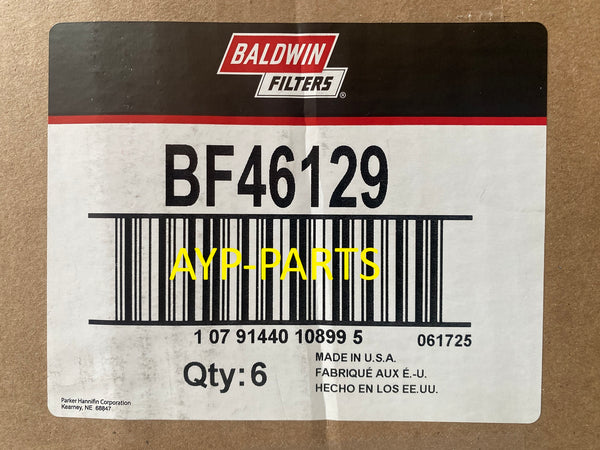 BALDWIN
FILTERS®
BF46129
AYP-PARTS
1 07 91440 10899 5
061725
Qty: 6
MADE IN U.S.A.
FABRIQUÉ AUX É.-U.
HECHO EN LOS EE.UU.
Parker Hannifin Corporation
Kearney, NE 68847